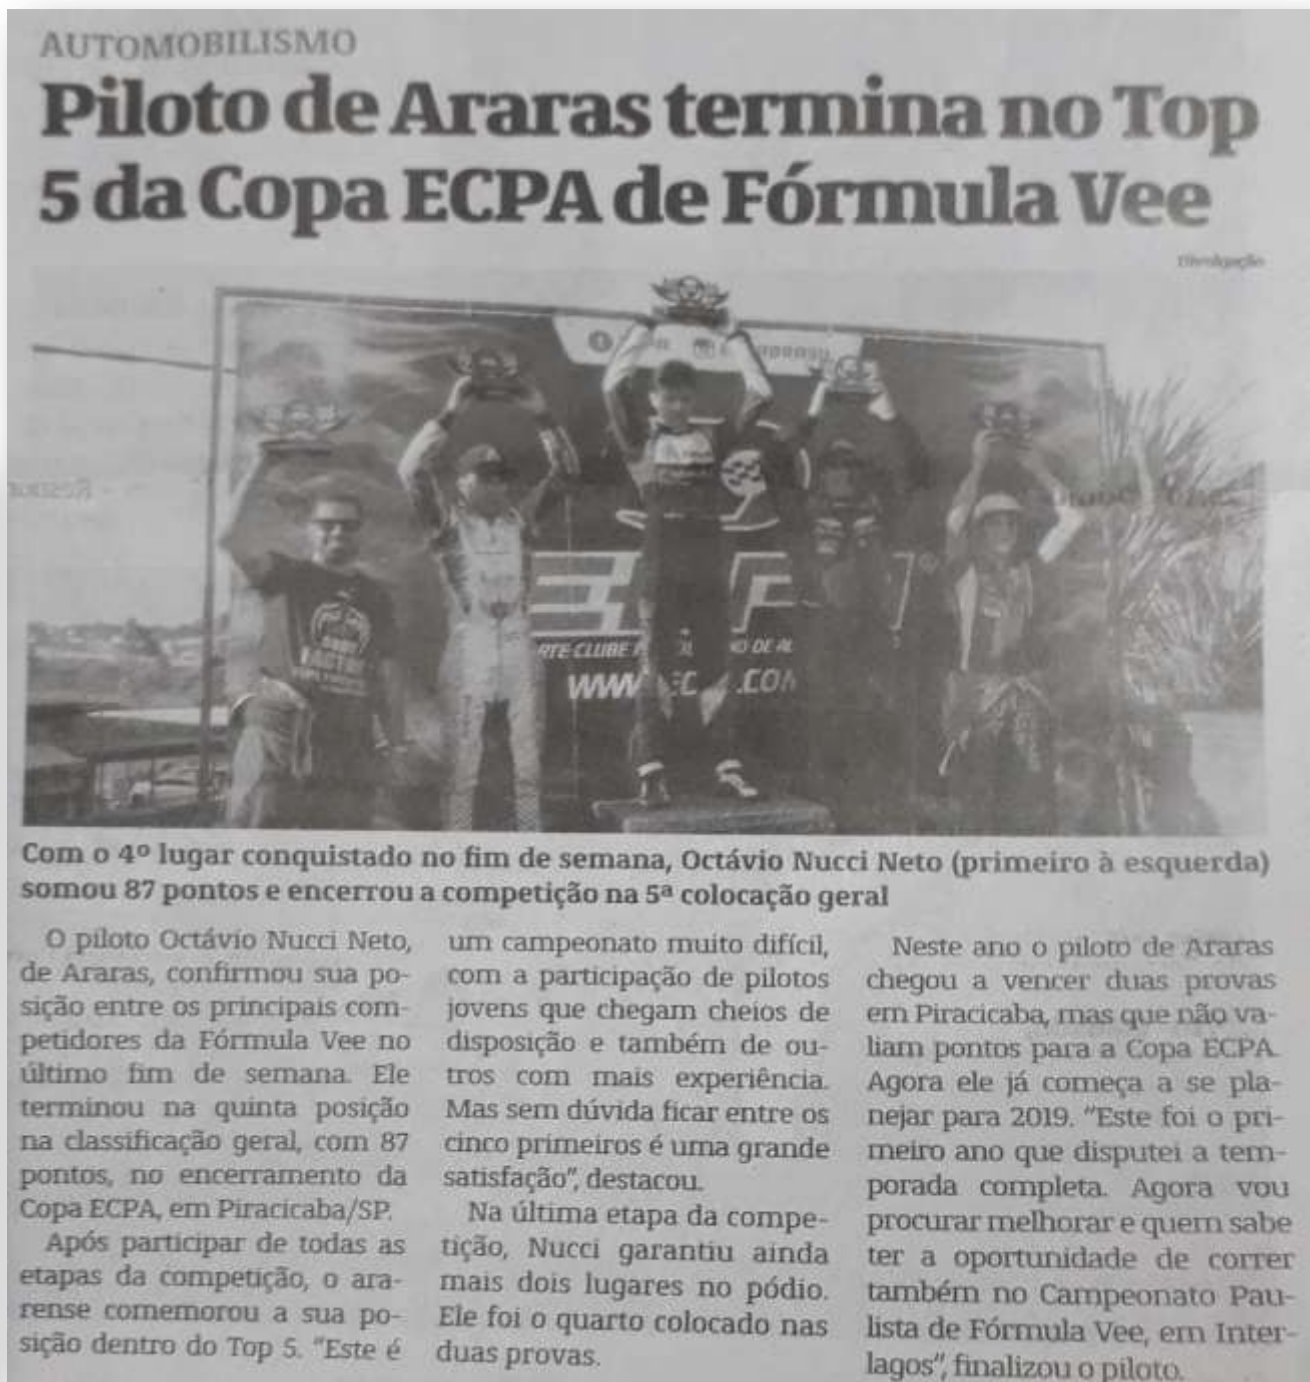 AUTOMOBILISMO
Piloto de Araras termina no Top
5 da Copa ECPA de Fórmula Vee
Divulgação
RTE CLUBE
DE
WWW
.COM
Com o 4º lugar conquistado no fim de semana, Octávio Nucci Neto (primeiro à esquerda)
somou 87 pontos e encerrou a competição na 5ª colocação geral
O piloto Octávio Nucci Neto,
de Araras, confirmou sua po-
sição entre os principais com-
petidores da Fórmula Vee no
último fim de semana. Ele
terminou na quinta posição
na classificação geral, com 87
pontos, no encerramento da
Copa ECPA, em Piracicaba/SP.
Após participar de todas as
etapas da competição, o ara-
rense comemorou a sua po-
sição dentro do Top 5. “Este é
um campeonato muito difícil,
com a participação de pilotos
jovens que chegam cheios de
disposição e também de ou-
tros com mais experiência.
Mas sem dúvida ficar entre os
cinco primeiros é uma grande
satisfação”, destacou.
Na última etapa da compe-
tição, Nucci garantiu ainda
mais dois lugares no pódio.
Ele foi o quarto colocado nas
duas provas.
Neste ano o piloto de Araras
chegou a vencer duas provas
em Piracicaba, mas que não va-
liam pontos para a Copa ECPA.
Agora ele já começa a se pla-
nejar para 2019. “Este foi o pri-
meiro ano que disputei a tem-
porada completa. Agora vou
procurar melhorar e quem sabe
ter a oportunidade de correr
também no Campeonato Pau-
lista de Fórmula Vee, em Inter-
lagos”, finalizou o piloto.